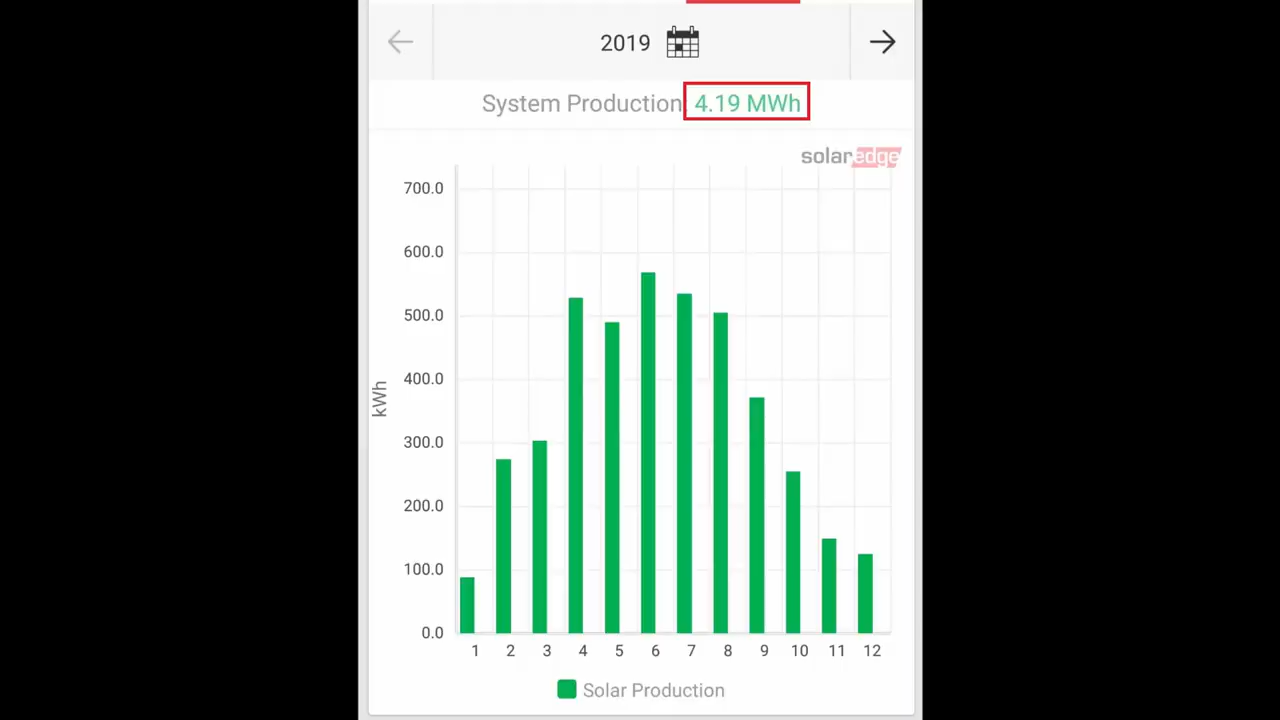 2019
System Production 4.19 MWh
solaredge
700.0
600.0
500.0
400.0
300.0
200.0
100.0
0.0
kWh
1 2 3 4 5 6 7 8 9 10 11 12
Solar Production